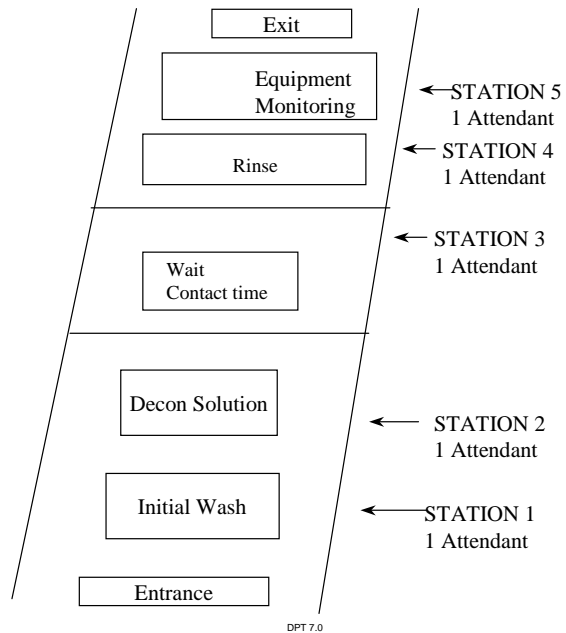 Exit
Equipment
Monitoring
STATION 5
1 Attendant
Rinse
STATION 4
1 Attendant
STATION 3
1 Attendant
Wait
Contact time
Decon Solution
STATION 2
1 Attendant
Initial Wash
STATION 1
1 Attendant
Entrance
DPT 7.0